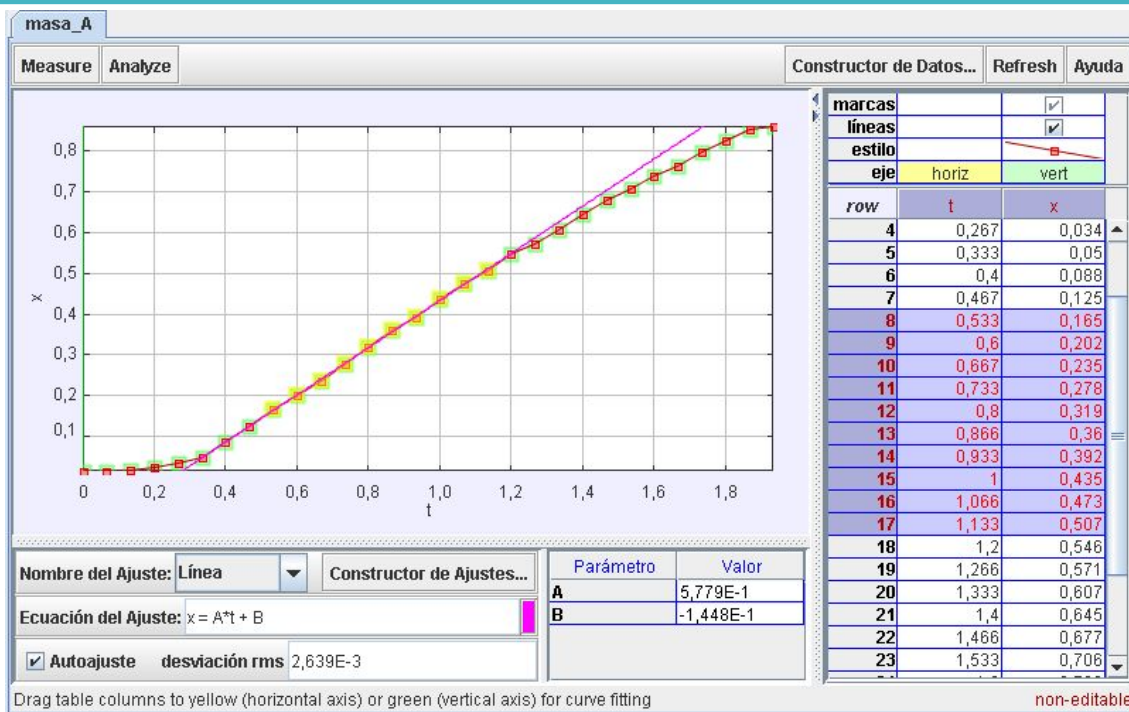 masa_A
Measure Analyze Constructor de Datos... Refresh Ayuda
marcas
líneas
estilo
eje horiz vert
row t x
4 0,267 0,034
5 0,333 0,05
6 0,4 0,088
7 0,467 0,125
8 0,533 0,165
9 0,6 0,202
10 0,667 0,235
11 0,733 0,278
12 0,8 0,319
13 0,866 0,36
14 0,933 0,392
15 1 0,435
16 1,066 0,473
17 1,133 0,507
18 1,2 0,546
19 1,266 0,571
20 1,333 0,607
21 1,4 0,645
22 1,466 0,677
23 1,533 0,706
0,8
0,7
0,6
0,5
x
0,4
0,3
0,2
0,1
0 0,2 0,4 0,6 0,8 1,0 1,2 1,4 1,6 1,8
t
Nombre del Ajuste: Línea Constructor de Ajustes...
Ecuación del Ajuste: x = A*t + B
Autoajuste desviación rms 2,639E-3
Parámetro Valor
A 5,779E-1
B -1,448E-1
Drag table columns to yellow (horizontal axis) or green (vertical axis) for curve fitting non-editable